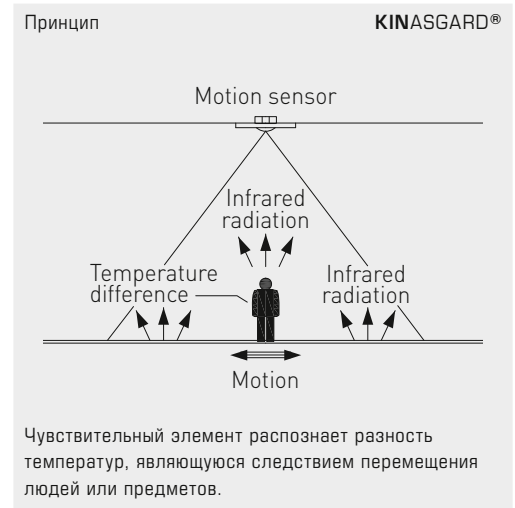 Принцип KINASGARD®
Motion sensor
Infrared
radiation
Temperature
difference
Infrared
radiation
Motion
Чувствительный элемент распознает разность
температур, являющуюся следствием перемещения
людей или предметов.